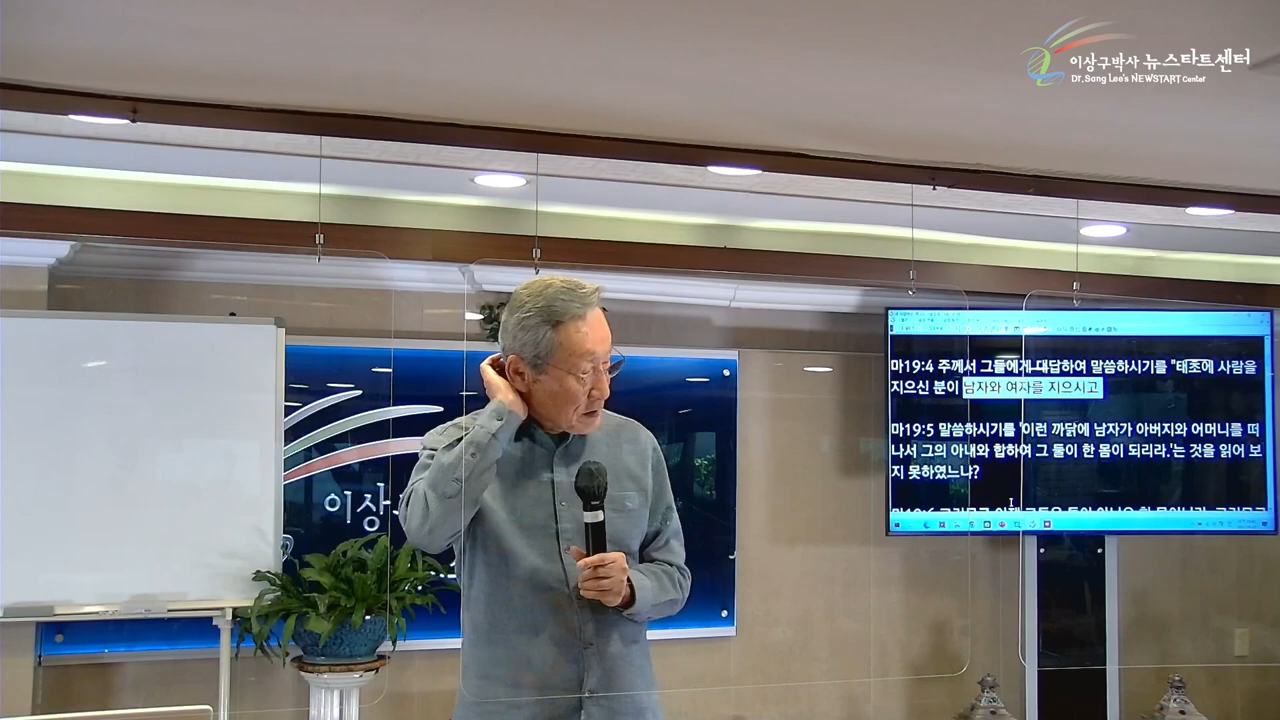 이상구박사 뉴스타트센터
Dr. Sang Lee's NEWSTART Center
마19:4 주께서 그들에게 대답하여 말씀하시기를 "태초에 사람을
지으신 분이 남자와 여자를 지으시고
마19:5 말씀하시기를 '이런 까닭에 남자가 아버지와 어머니를 떠
나서 그의 아내와 합하여 그 둘이 한 몸이 되리라.'는 것을 읽어 보
지 못하였느냐?
이상